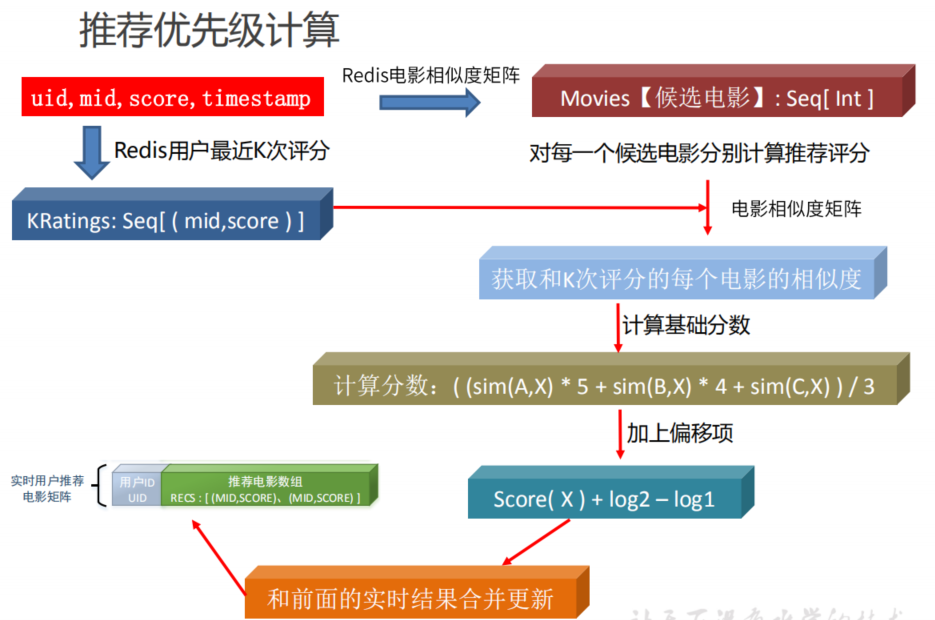 推荐优先级计算
uid,mid,score,timestamp
Redis电影相似度矩阵
Movies【候选电影】: Seq[ Int ]
Redis用户最近K次评分
对每一个候选电影分别计算推荐评分
KRatings: Seq[ ( mid,score ) ]
电影相似度矩阵
获取和K次评分的每个电影的相似度
计算基础分数
计算分数：( (sim(A,X) * 5 + sim(B,X) * 4 + sim(C,X) ) / 3
加上偏移项
实时用户推荐
电影矩阵
用户ID
UID
推荐电影数组
RECS : [ (MID,SCORE)、(MID,SCORE) ]
Score( X ) + log2 – log1
和前面的实时结果合并更新